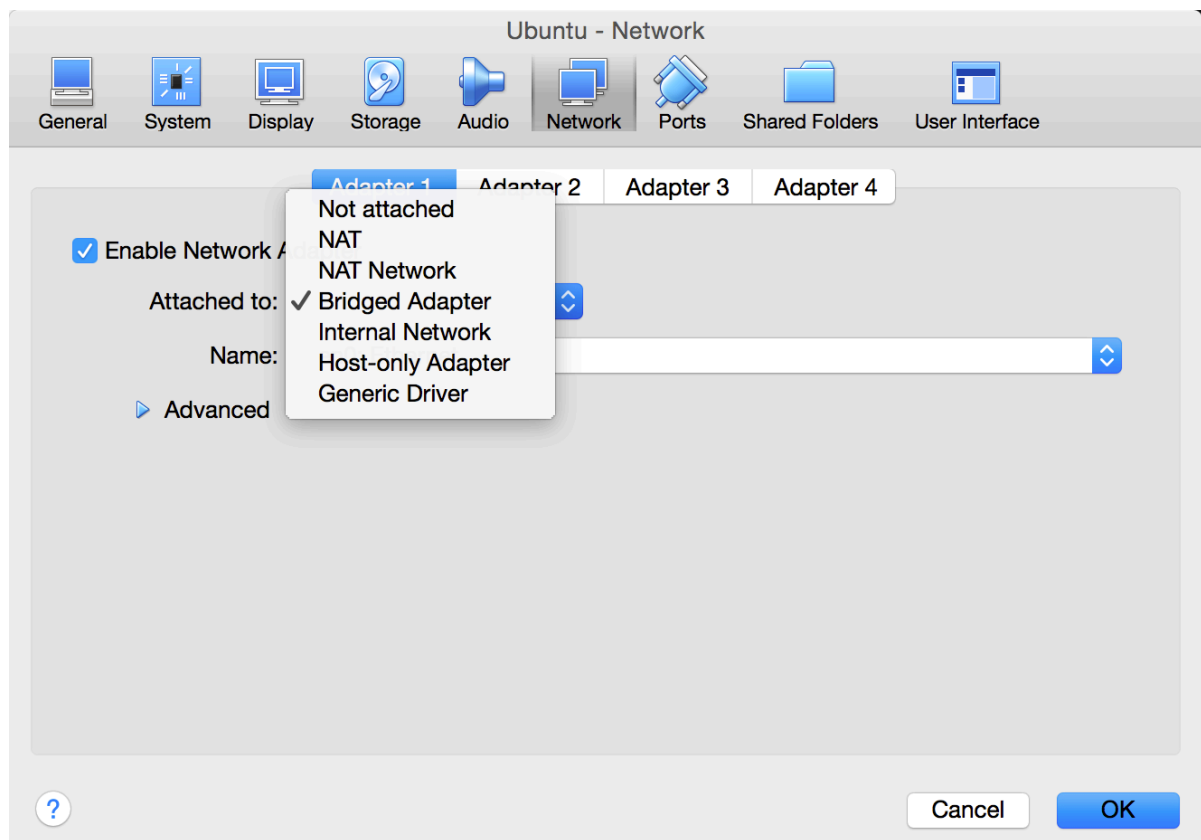 Ubuntu - Network
General System Display Storage Audio Network Ports Shared Folders User Interface
Adapter 1 Adapter 2 Adapter 3 Adapter 4
Not attached
NAT
Enable Network
NAT Network
Attached to: ✓ Bridged Adapter
Internal Network
Name:
Host-only Adapter
Generic Driver
Advanced
? Cancel OK